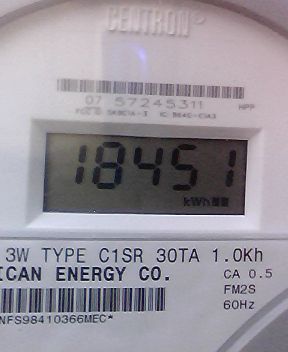 CENTRON®
07 57245311 HPP
18451
kWh
3W TYPE C1SR 30TA 1.0Kh
ICAN ENERGY CO.
CA 0.5
FM2S
60Hz
NFS98410366MEC*